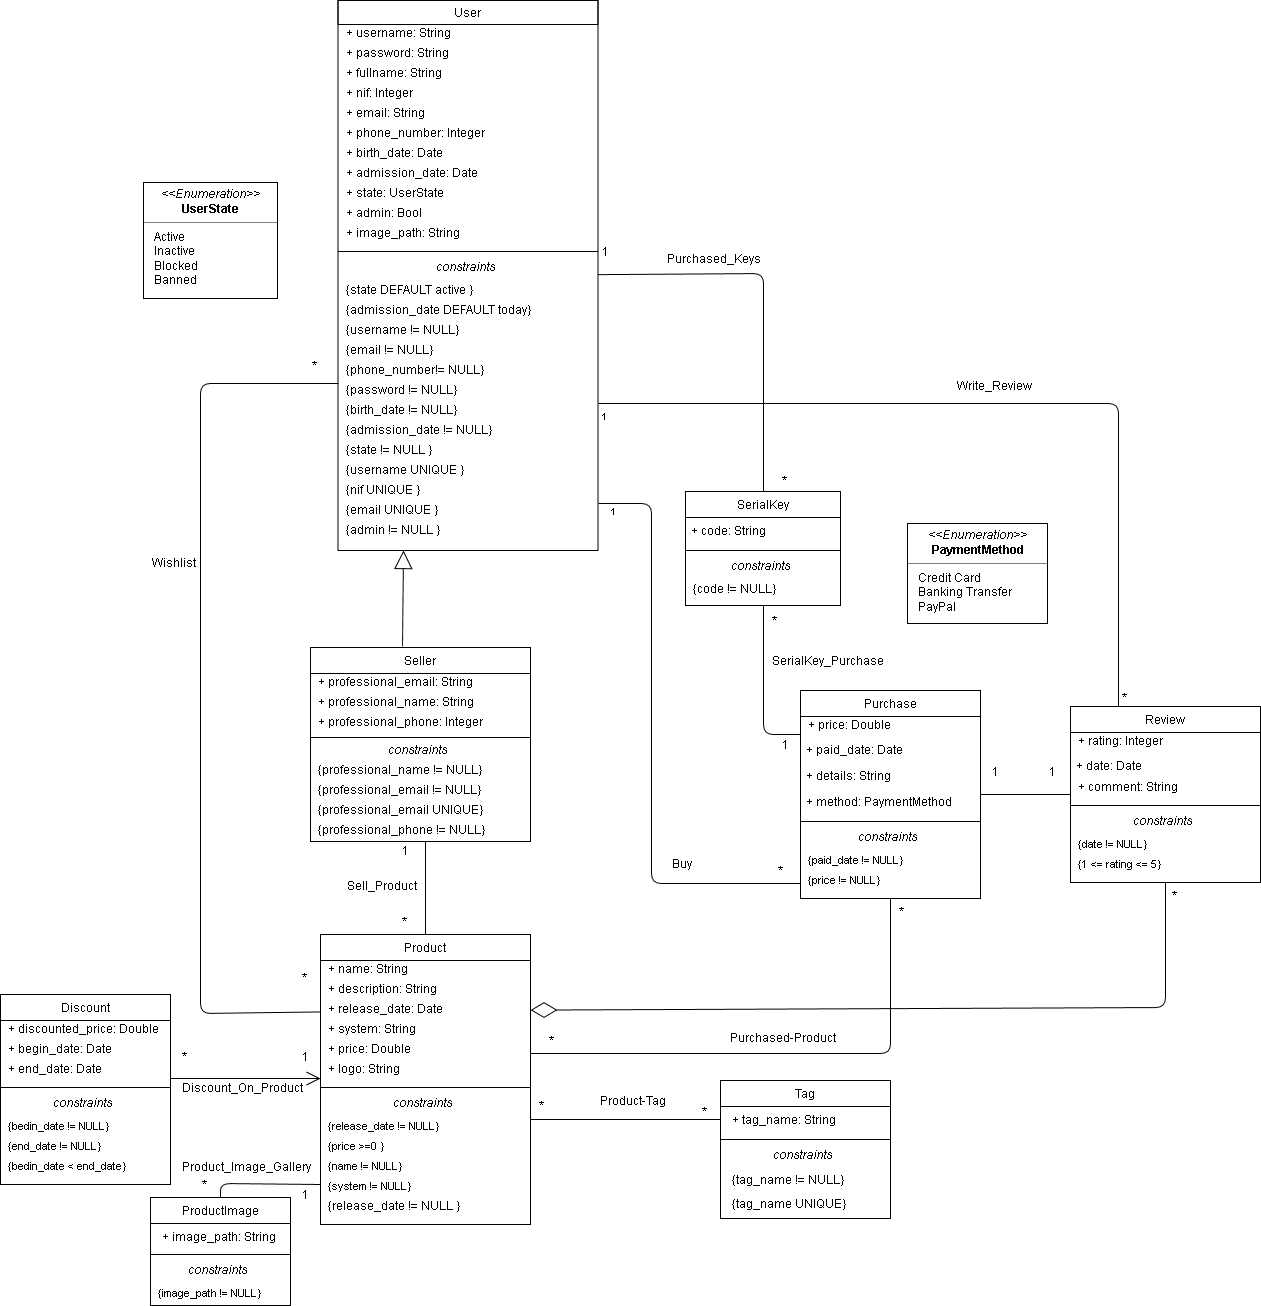 User
+ username: String
+ password: String
+ fullname: String
+ nif: Integer
+ email: String
+ phone_number: Integer
+ birth_date: Date
+ admission_date: Date
+ state: UserState
+ admin: Bool
+ image_path: String
constraints
{state DEFAULT active }
{admission_date DEFAULT today}
{username != NULL}
{email != NULL}
{phone_number!= NULL}
{password != NULL}
{birth_date != NULL}
{admission_date != NULL}
{state != NULL }
{username UNIQUE }
{nif UNIQUE }
{email UNIQUE }
{admin != NULL }
<<Enumeration>>
UserState
Active
Inactive
Blocked
Banned
1
Purchased_Keys
*
Write_Review
1
*
1
*
Wishlist
SerialKey
+ code: String
constraints
{code != NULL}
<<Enumeration>>
PaymentMethod
Credit Card
Banking Transfer
PayPal
*
SerialKey_Purchase
1
Seller
+ professional_email: String
+ professional_name: String
+ professional_phone: Integer
constraints
{professional_name != NULL}
{professional_email != NULL}
{professional_email UNIQUE}
{professional_phone != NULL}
Purchase
+ price: Double
+ paid_date: Date
+ details: String
+ method: PaymentMethod
constraints
{paid_date != NULL}
{price != NULL}
1 1
*
Review
+ rating: Integer
+ date: Date
+ comment: String
constraints
{date != NULL}
{1 <= rating <= 5}
1
Sell_Product
*
Buy
*
*
*
Product
+ name: String
+ description: String
+ release_date: Date
+ system: String
+ price: Double
+ logo: String
constraints
{release_date != NULL}
{price >=0 }
{name != NULL}
{system != NULL}
{release_date != NULL }
*
* Purchased-Product
Discount
+ discounted_price: Double
+ begin_date: Date
+ end_date: Date
constraints
{bedin_date != NULL}
{end_date != NULL}
{bedin_date < end_date}
* 1
Discount_On_Product
* Product-Tag *
Tag
+ tag_name: String
constraints
{tag_name != NULL}
{tag_name UNIQUE}
Product_Image_Gallery
* 1
ProductImage
+ image_path: String
constraints
{image_path != NULL}